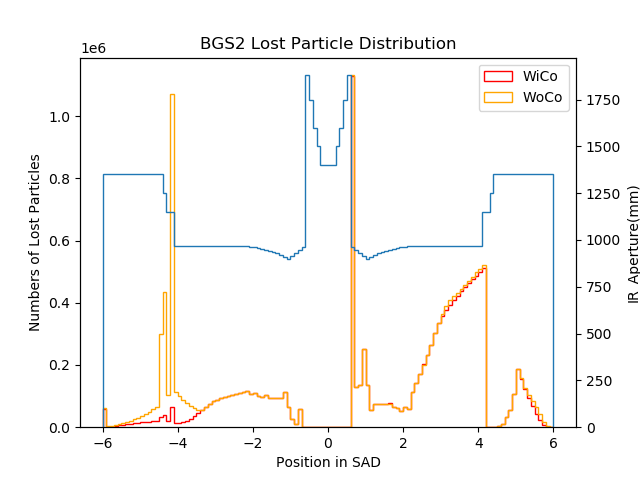 BGS2 Lost Particle Distribution
1e6
WiCo
WoCo
1.0
0.8
0.6
0.4
0.2
0.0
Numbers of Lost Particles
1750
1500
1250
1000
750
500
250
0
IR Aperture(mm)
−6 −4 −2 0 2 4 6
Position in SAD